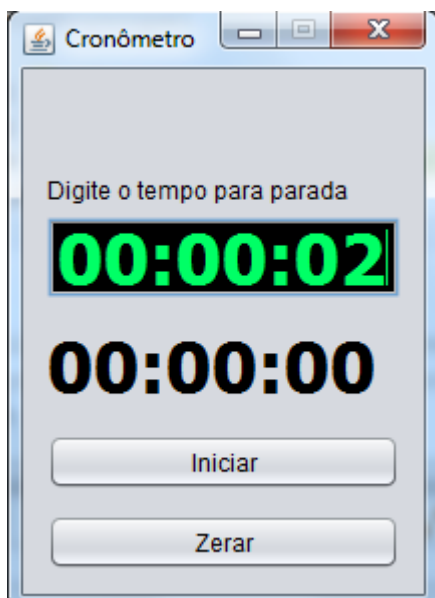 Cronômetro
Digite o tempo para parada
00:00:02
00:00:00
Iniciar
Zerar